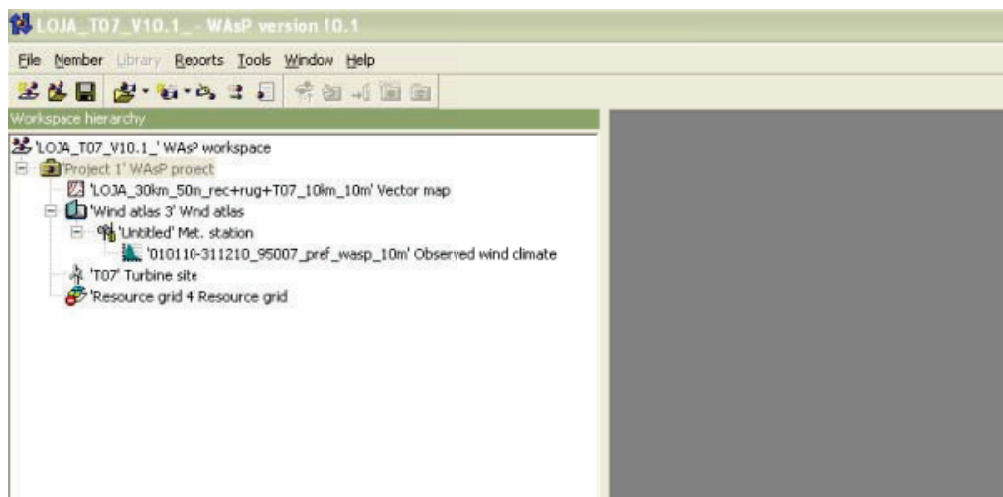 LOJA_T07_V10.1_ - WAsP version 10.1
File Member Library Reports Tools Window Help
Workspace hierarchy
'LOJA_T07_V10.1_' WAsP workspace
'Project 1' WAsP project
'LOJA_30km_50n_rec+rug+T07_10km_10m' Vector map
'Wind atlas 3' Wind atlas
'Untitled' Met. station
'010110-311210_95007_pref_wasp_10m' Observed wind climate
'T07' Turbine site
'Resource grid 4 Resource grid